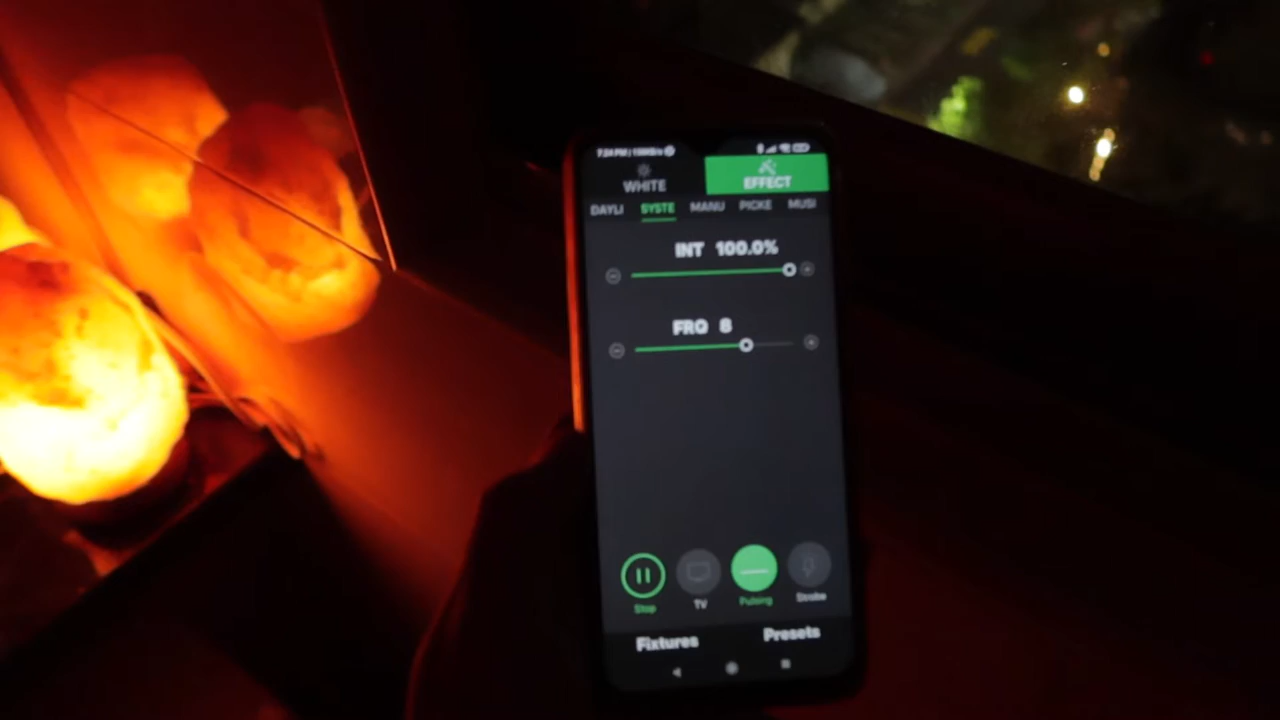 7:24 PM
WHITE
EFFECT
DAYLI SYSTE MANU PICKE MUSI
INT 100.0%
FRQ 8
Stop TV Pulsing Strobe
Fixtures Presets